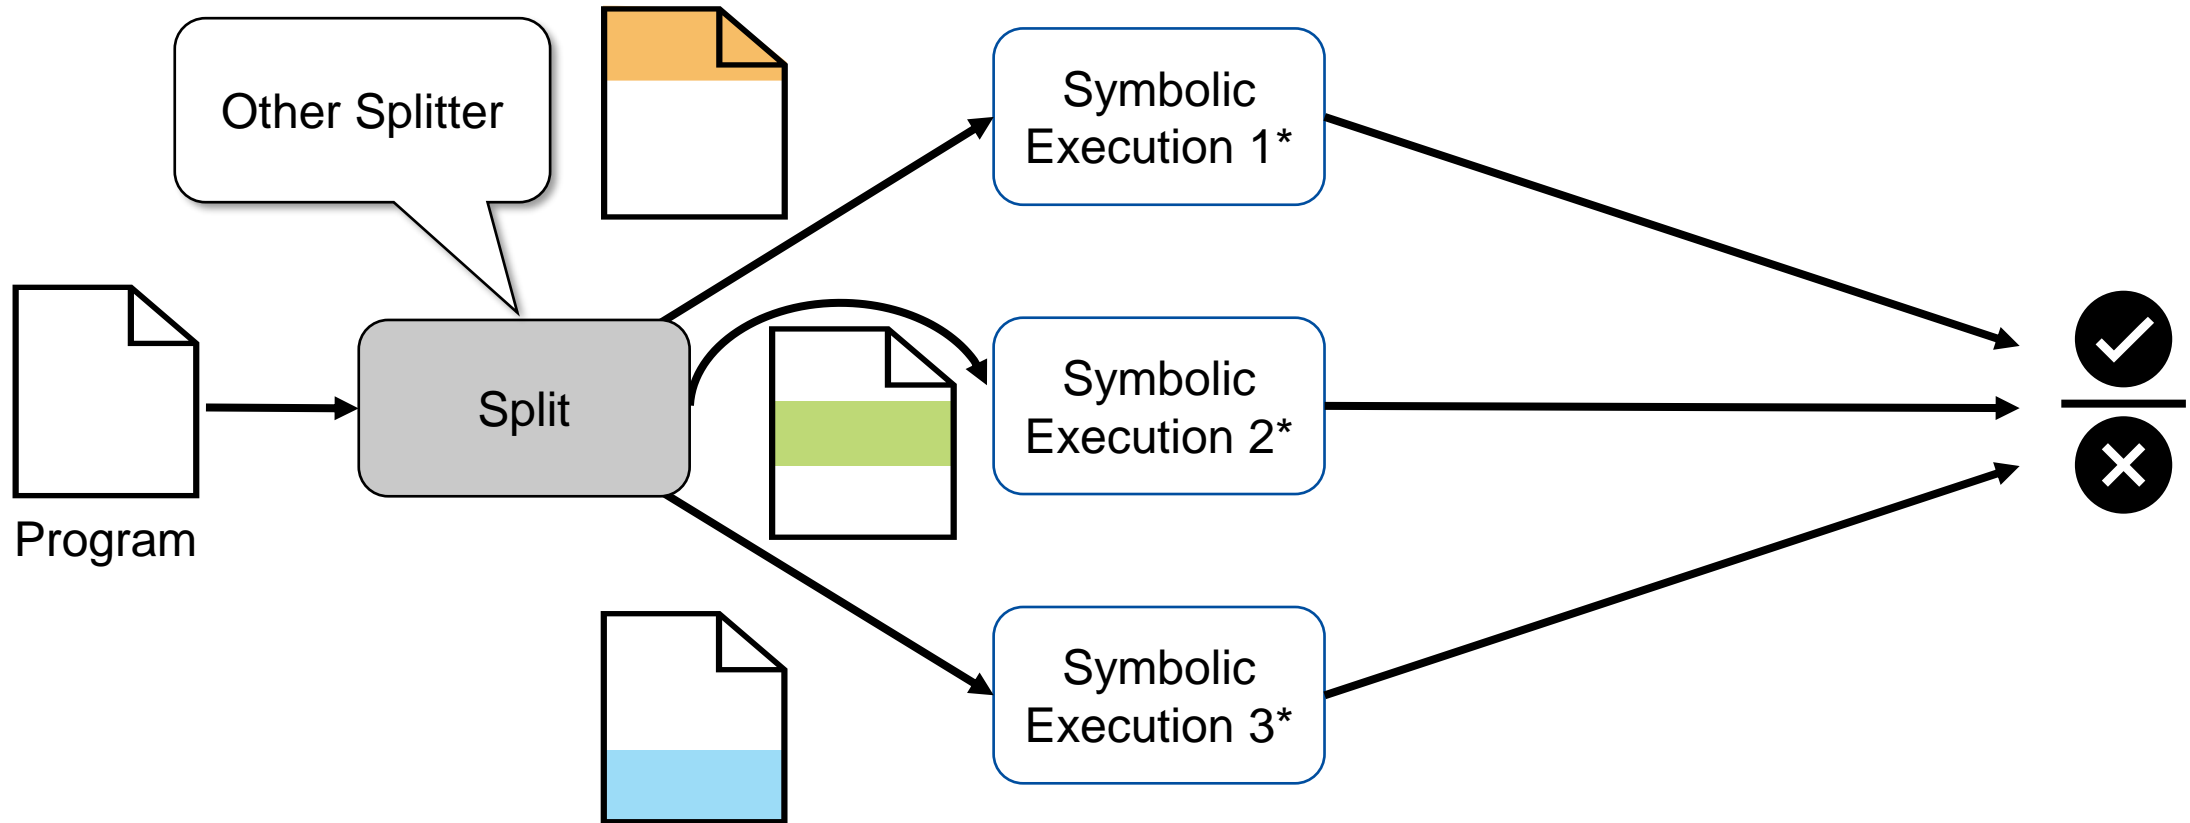 Other Splitter
Symbolic
Execution 1*
Program
Split
Symbolic
Execution 2*
Symbolic
Execution 3*